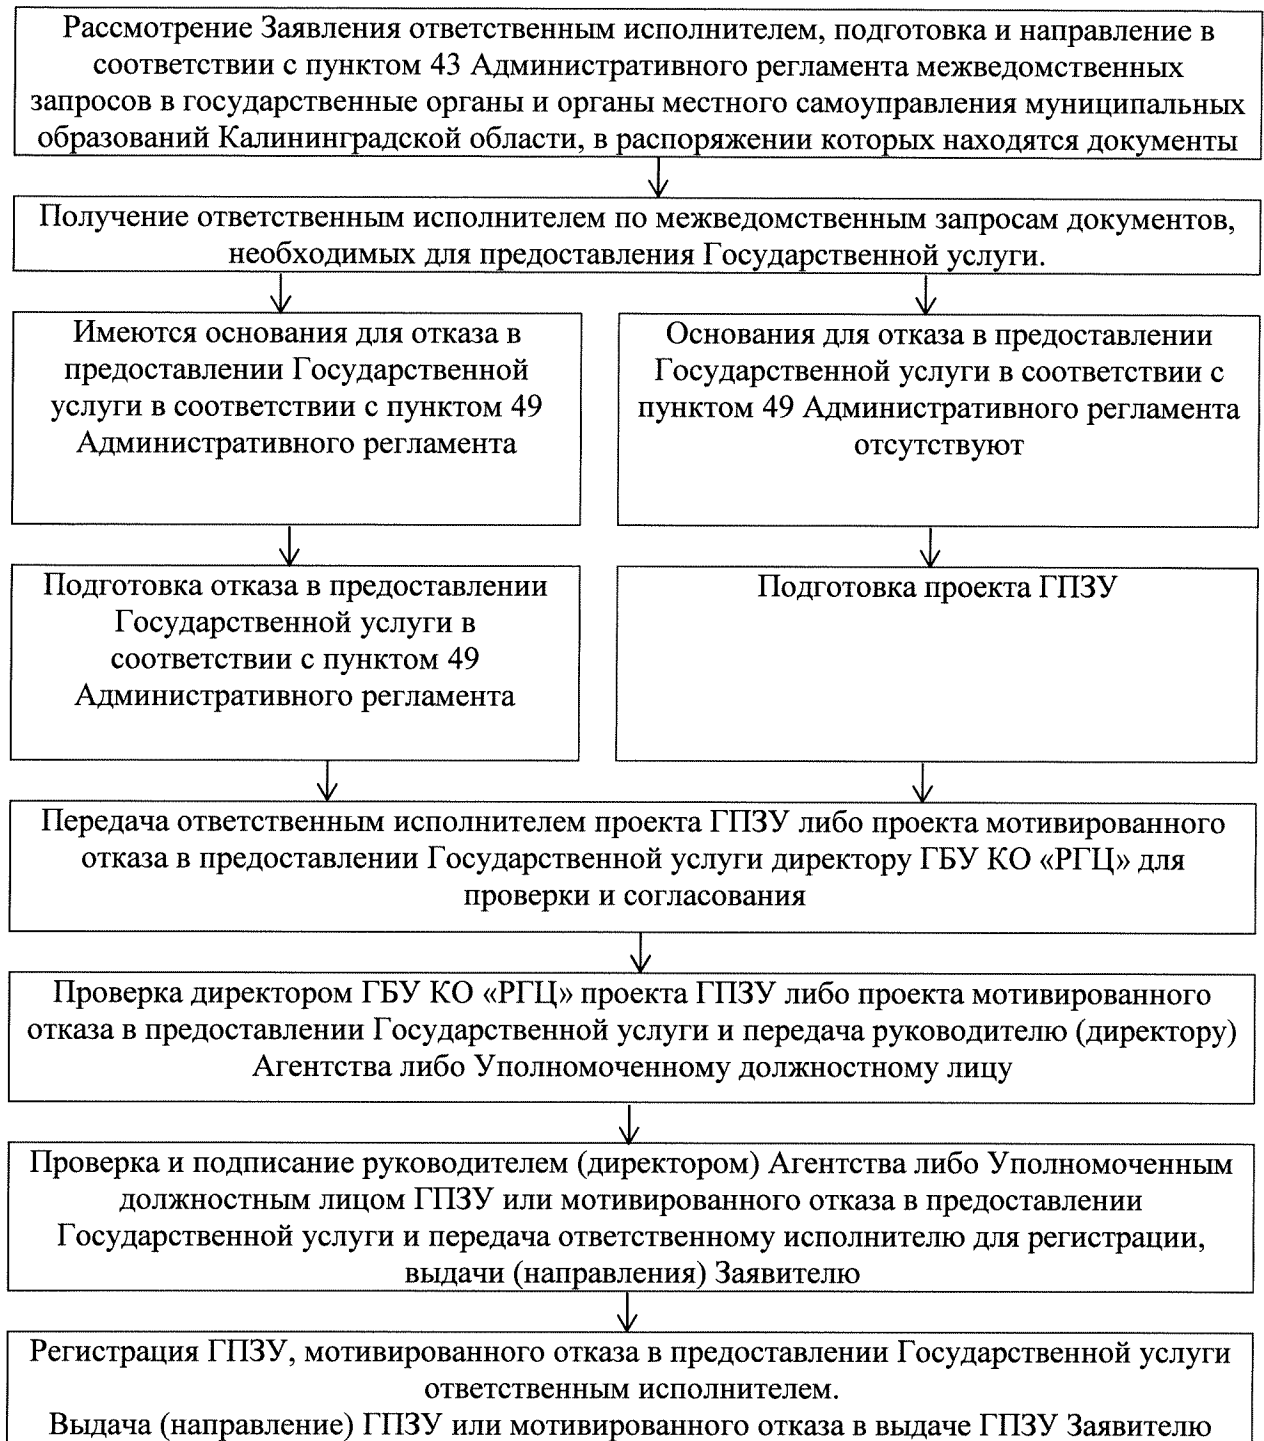 Рассмотрение Заявления ответственным исполнителем, подготовка и направление в
соответствии с пунктом 43 Административного регламента межведомственных
запросов в государственные органы и органы местного самоуправления муниципальных
образований Калининградской области, в распоряжении которых находятся документы
Получение ответственным исполнителем по межведомственным запросам документов,
необходимых для предоставления Государственной услуги.
Имеются основания для отказа в
предоставлении Государственной
услуги в соответствии с пунктом 49
Административного регламента
Основания для отказа в предоставлении
Государственной услуги в соответствии с
пунктом 49 Административного регламента
отсутствуют
Подготовка отказа в предоставлении
Государственной услуги в
соответствии с пунктом 49
Административного регламента
Подготовка проекта ГПЗУ
Передача ответственным исполнителем проекта ГПЗУ либо проекта мотивированного
отказа в предоставлении Государственной услуги директору ГБУ КО «РГЦ» для
проверки и согласования
Проверка директором ГБУ КО «РГЦ» проекта ГПЗУ либо проекта мотивированного
отказа в предоставлении Государственной услуги и передача руководителю (директору)
Агентства либо Уполномоченному должностному лицу
Проверка и подписание руководителем (директором) Агентства либо Уполномоченным
должностным лицом ГПЗУ или мотивированного отказа в предоставлении
Государственной услуги и передача ответственному исполнителю для регистрации,
выдачи (направления) Заявителю
Регистрация ГПЗУ, мотивированного отказа в предоставлении Государственной услуги
ответственным исполнителем.
Выдача (направление) ГПЗУ или мотивированного отказа в выдаче ГПЗУ Заявителю